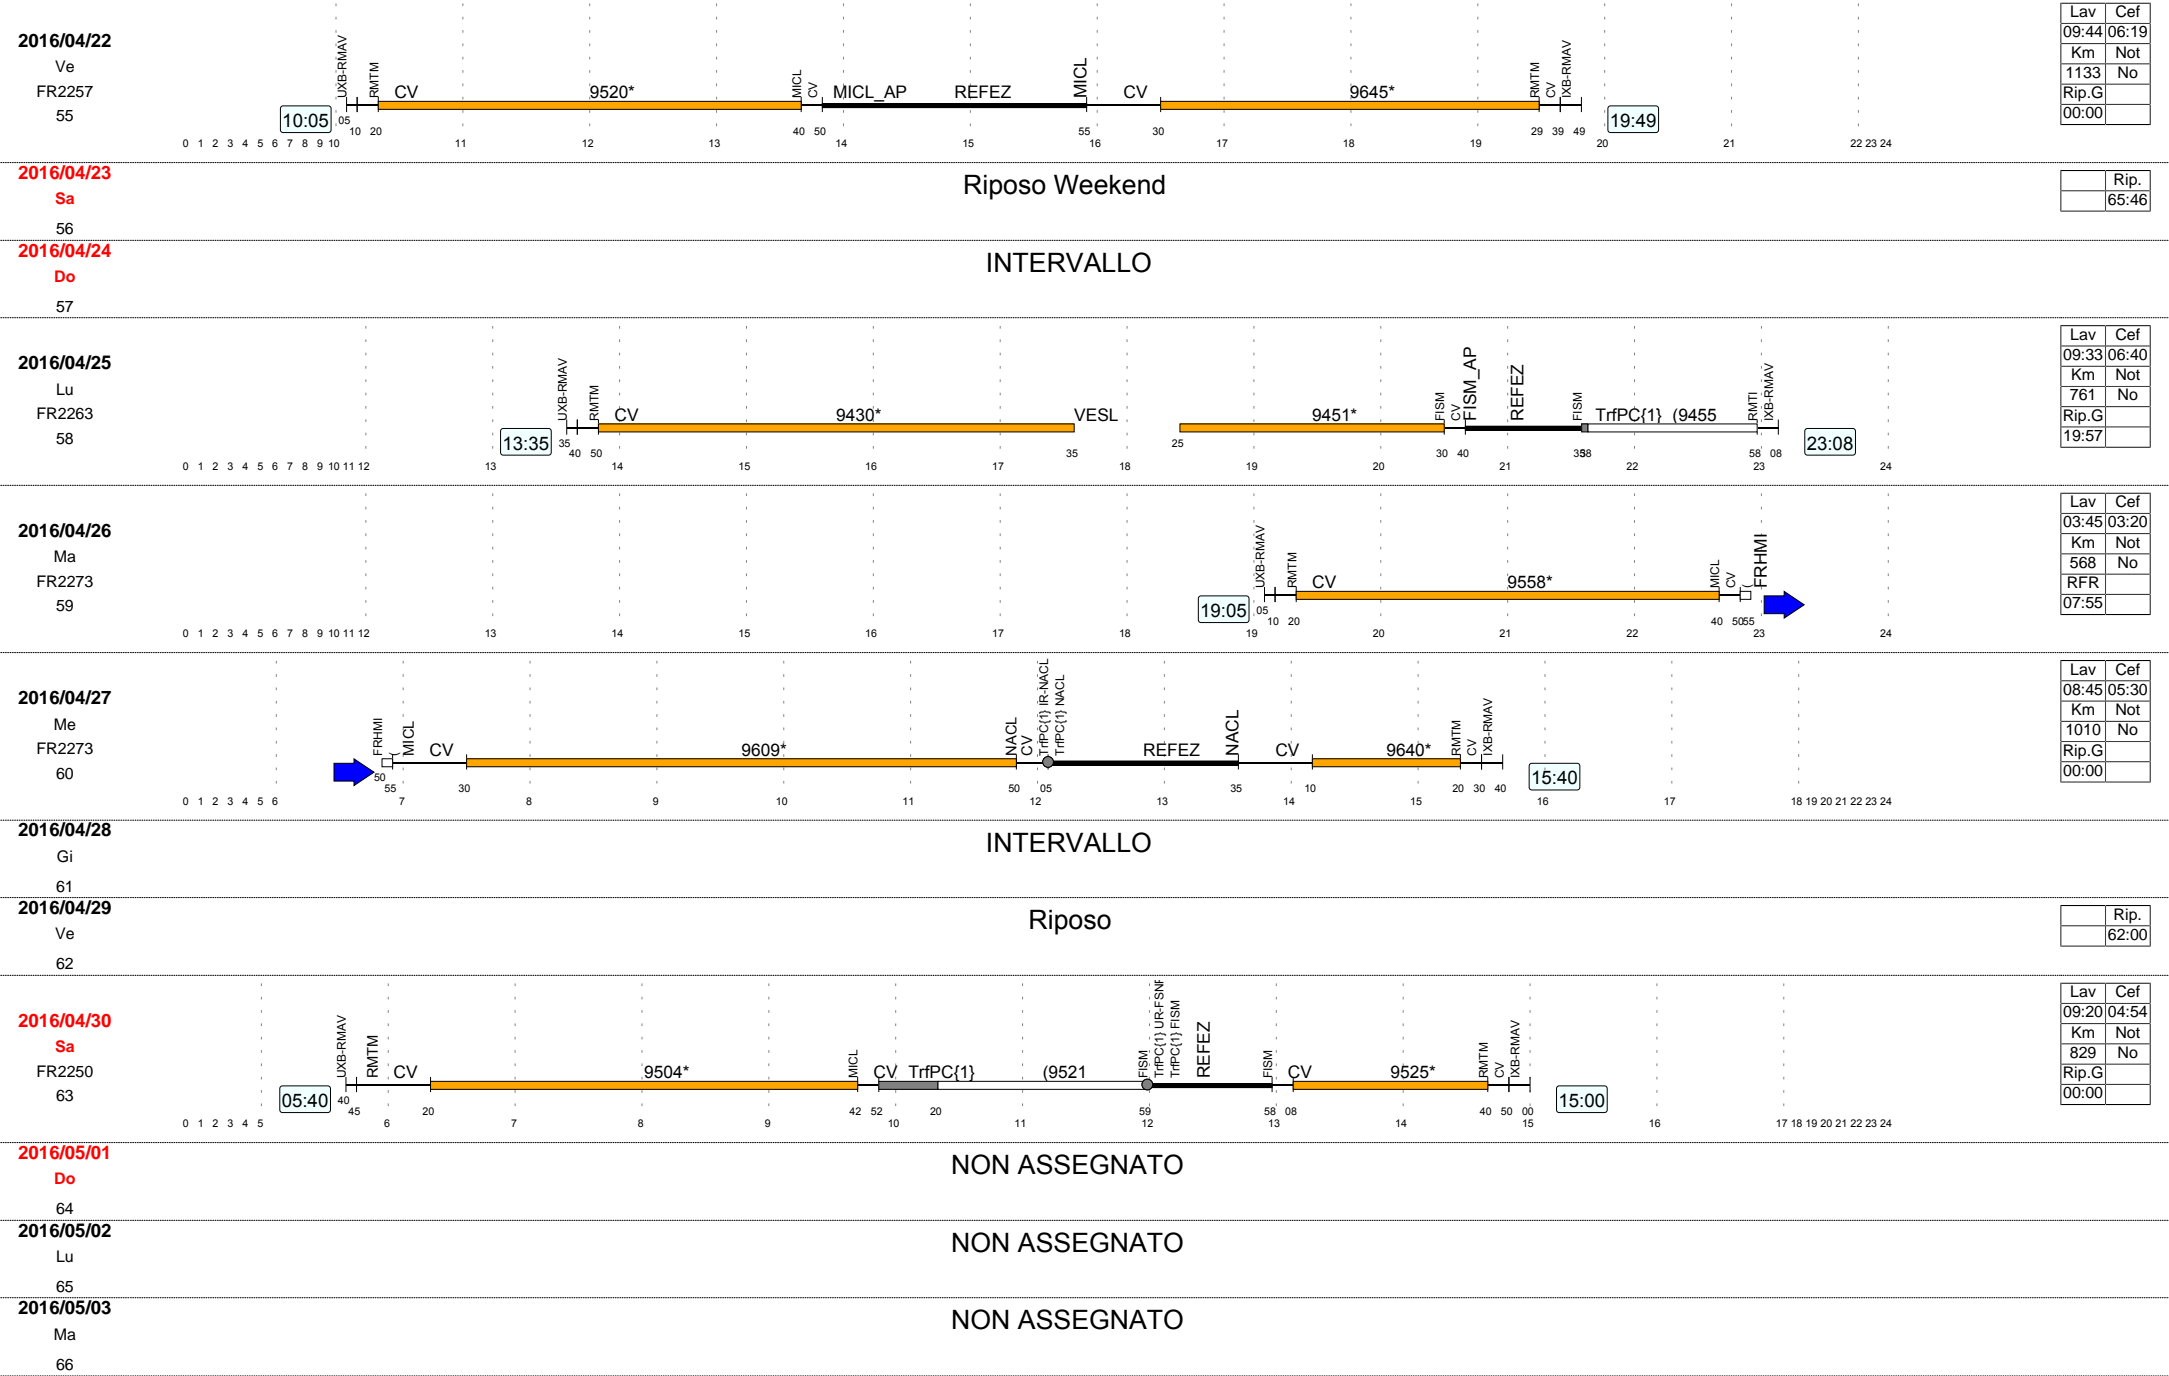 2016/04/22
Ve
FR2257
55
10:05
UXB-RMAV RMTM CV 9520* MICL CV MICL_AP REFEZ MICL CV 9645* RMTM CV IXB-RMAV
05 10 20 40 50 55 30 29 39 49
19:49
0 1 2 3 4 5 6 7 8 9 10 11 12 13 14 15 16 17 18 19 20 21 22 23 24
Lav Cef
09:44 06:19
Km Not
1133 No
Rip.G
00:00
2016/04/23
Sa
56
Riposo Weekend
Rip.
65:46
2016/04/24
Do
57
INTERVALLO
2016/04/25
Lu
FR2263
58
13:35
UXB-RMAV RMTM CV 9430* VESL 9451* FISM CV FISM_AP REFEZ FISM TrfPC{1} (9455 RMTI IXB-RMAV
35 40 50 35 25 30 40 35 38 58 08
23:08
0 1 2 3 4 5 6 7 8 9 10 11 12 13 14 15 16 17 18 19 20 21 22 23 24
Lav Cef
09:33 06:40
Km Not
761 No
Rip.G
19:57
2016/04/26
Ma
FR2273
59
19:05
UXB-RMAV RMTM CV 9558* MICL CV ( FRHMI
05 10 20 40 50 55
0 1 2 3 4 5 6 7 8 9 10 11 12 13 14 15 16 17 18 19 20 21 22 23 24
Lav Cef
03:45 03:20
Km Not
568 No
RFR
07:55
2016/04/27
Me
FR2273
60
FRHMI ( MICL CV 9609* NACL CV TrfPC{1} IR-NACL TrfPC{1} NACL REFEZ NACL CV 9640* RMTM CV IXB-RMAV
50 55 30 50 05 35 10 20 30 40
15:40
0 1 2 3 4 5 6 7 8 9 10 11 12 13 14 15 16 17 18 19 20 21 22 23 24
Lav Cef
08:45 05:30
Km Not
1010 No
Rip.G
00:00
2016/04/28
Gi
61
INTERVALLO
2016/04/29
Ve
62
Riposo
Rip.
62:00
2016/04/30
Sa
FR2250
63
05:40
UXB-RMAV RMTM CV 9504* MICL CV TrfPC{1} (9521 FISM TrfPC{1} UR-FSNF TrfPC{1} FISM REFEZ FISM CV 9525* RMTM CV IXB-RMAV
40 45 20 42 52 20 59 58 08 40 50 00
15:00
0 1 2 3 4 5 6 7 8 9 10 11 12 13 14 15 16 17 18 19 20 21 22 23 24
Lav Cef
09:20 04:54
Km Not
829 No
Rip.G
00:00
2016/05/01
Do
64
NON ASSEGNATO
2016/05/02
Lu
65
NON ASSEGNATO
2016/05/03
Ma
66
NON ASSEGNATO